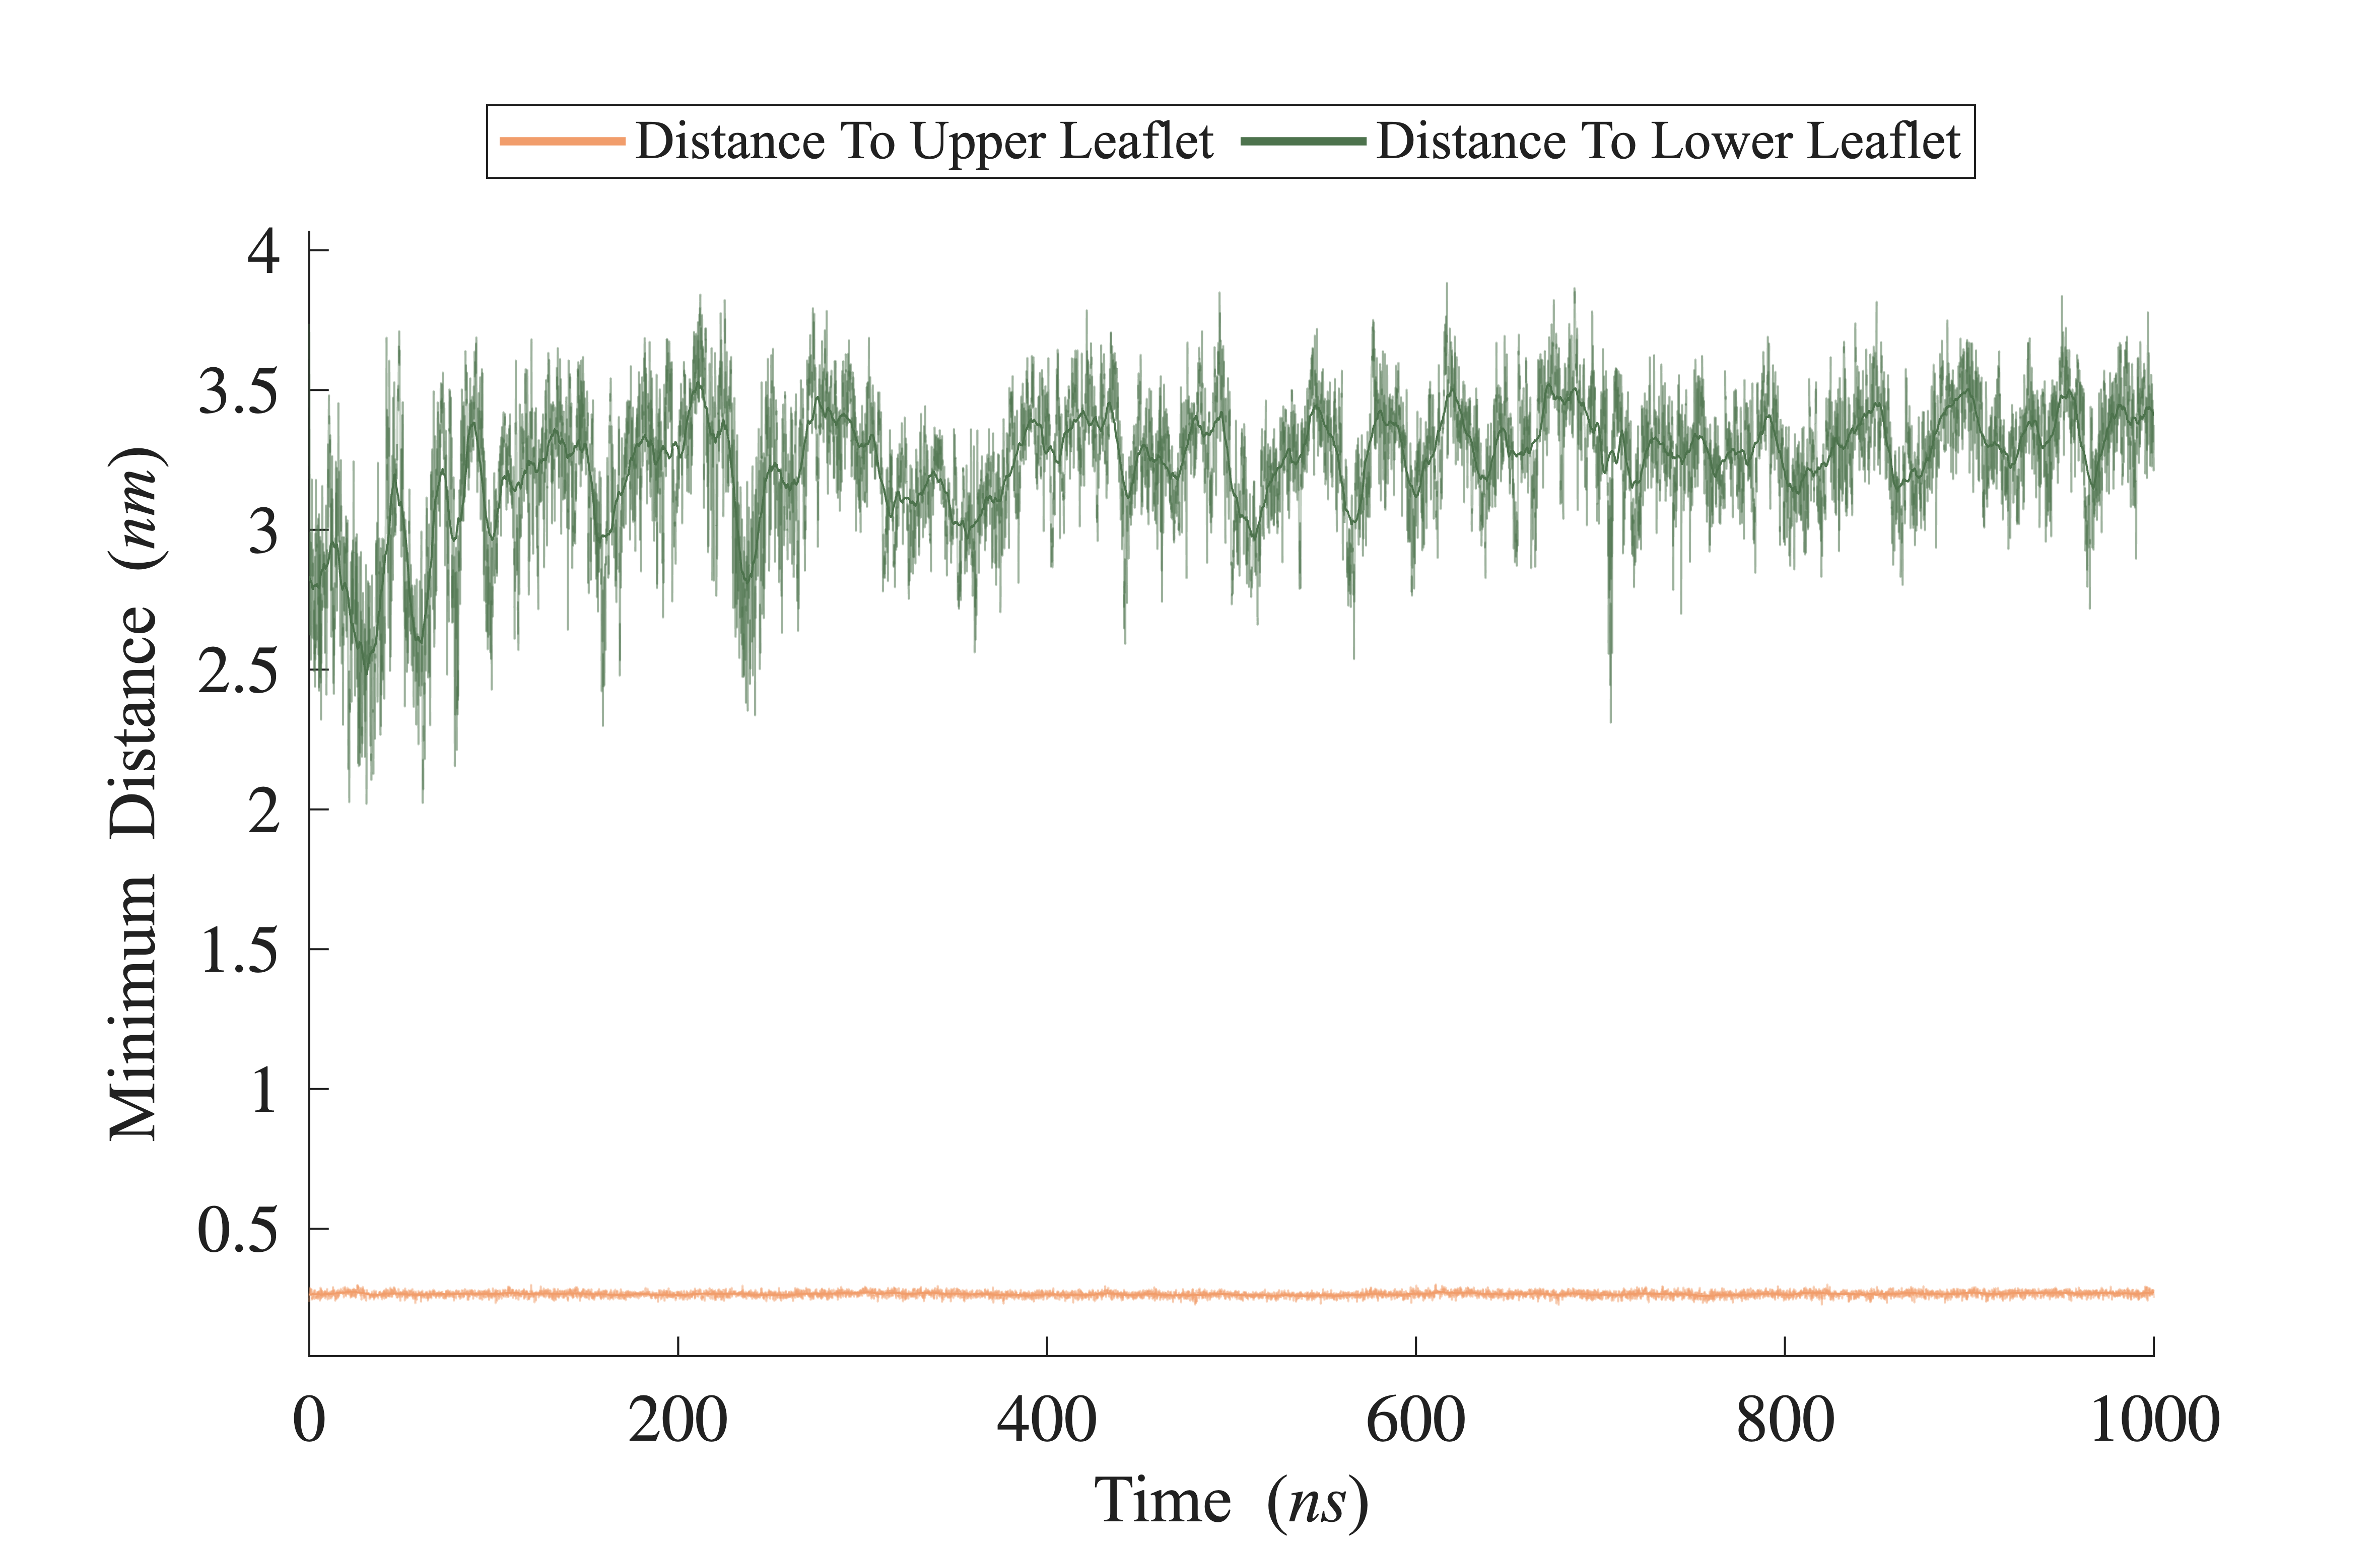 Distance To Upper Leaflet Distance To Lower Leaflet
4
3.5
3
2.5
2
1.5
1
0.5
Minimum Distance (nm)
0 200 400 600 800 1000
Time (ns)